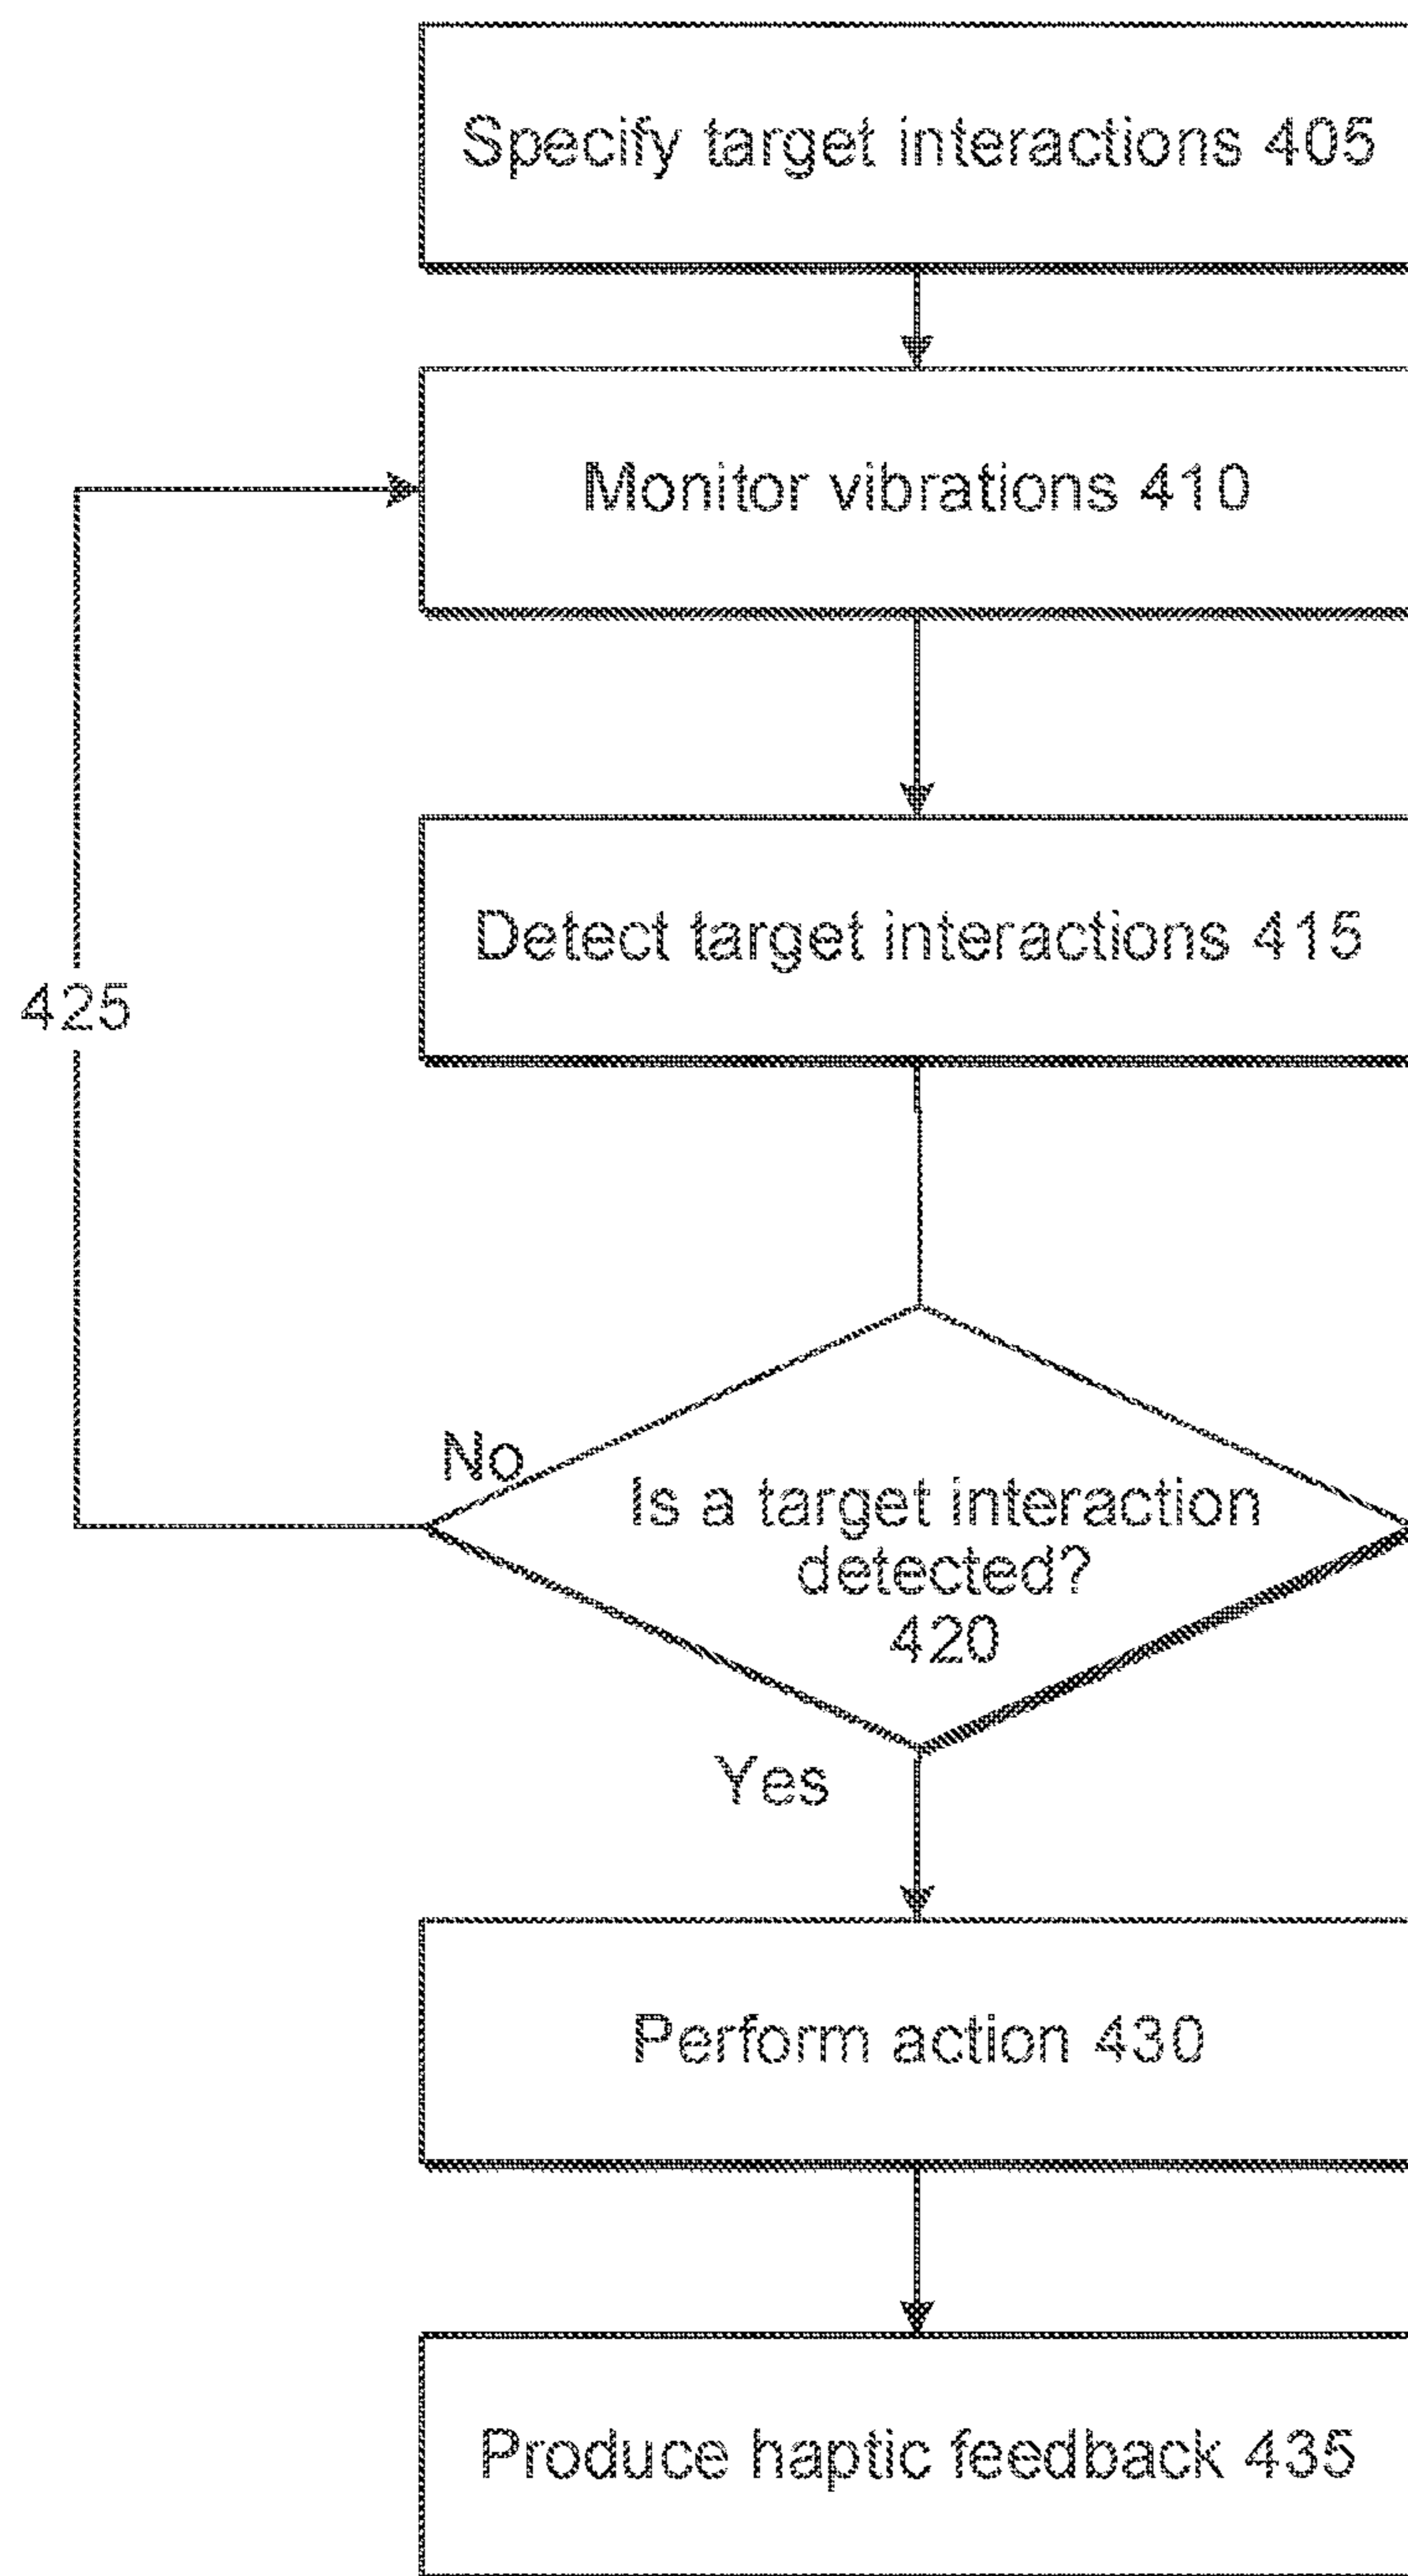 Specify target interactions 405
Monitor vibrations 410
Detect target interactions 415
425
No
Is a target interaction
detected?
420
Yes
Perform action 430
Produce haptic feedback 435